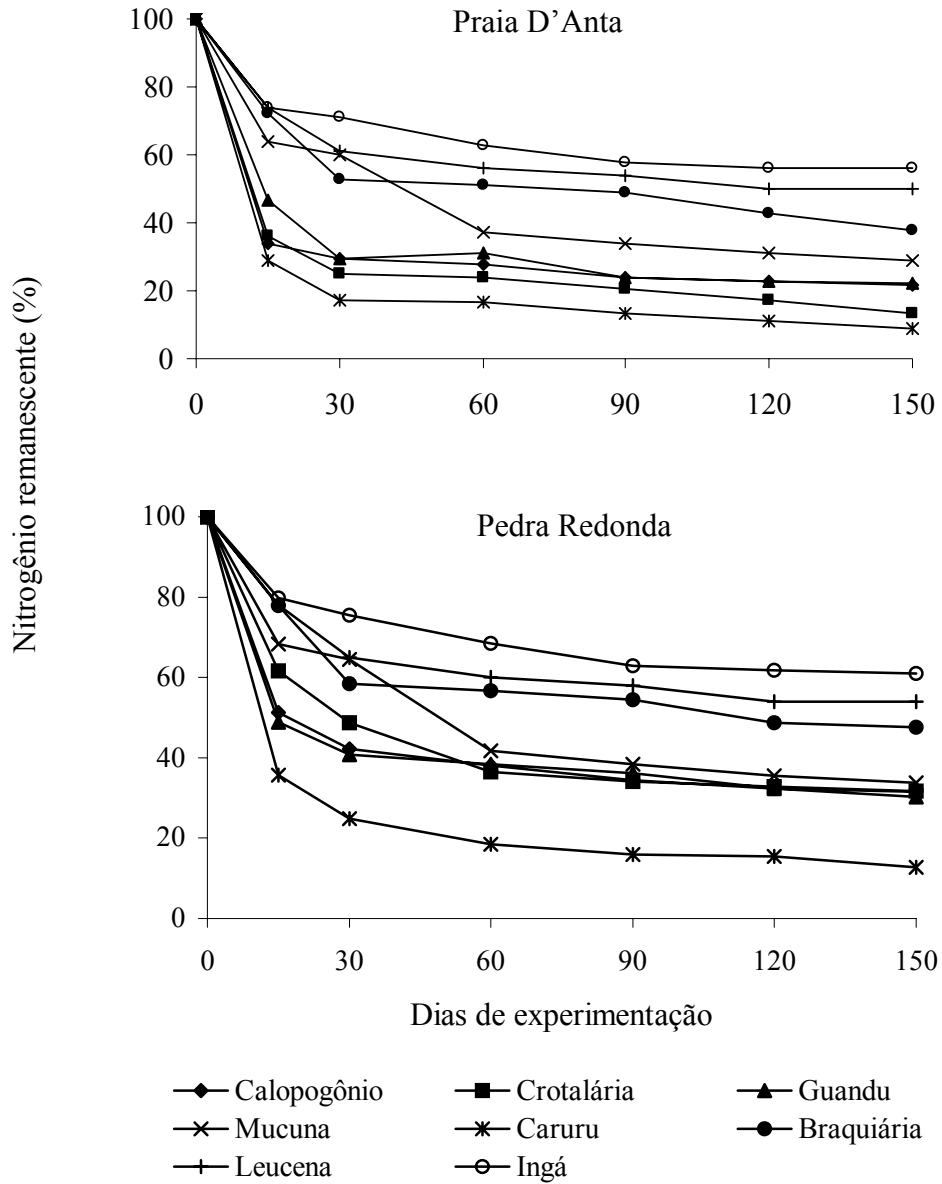 Praia D’Anta
100
80
60
40
20
0
0 30 60 90 120 150
Nitrogênio remanescente (%)
Pedra Redonda
100
80
60
40
20
0
0 30 60 90 120 150
Dias de experimentação
Calopogônio Crotalária Guandu
Mucuna Caruru Braquiária
Leucena Ingá